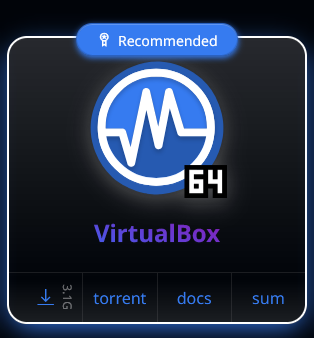 Recommended
64
VirtualBox
3.1G
torrent
docs
sum